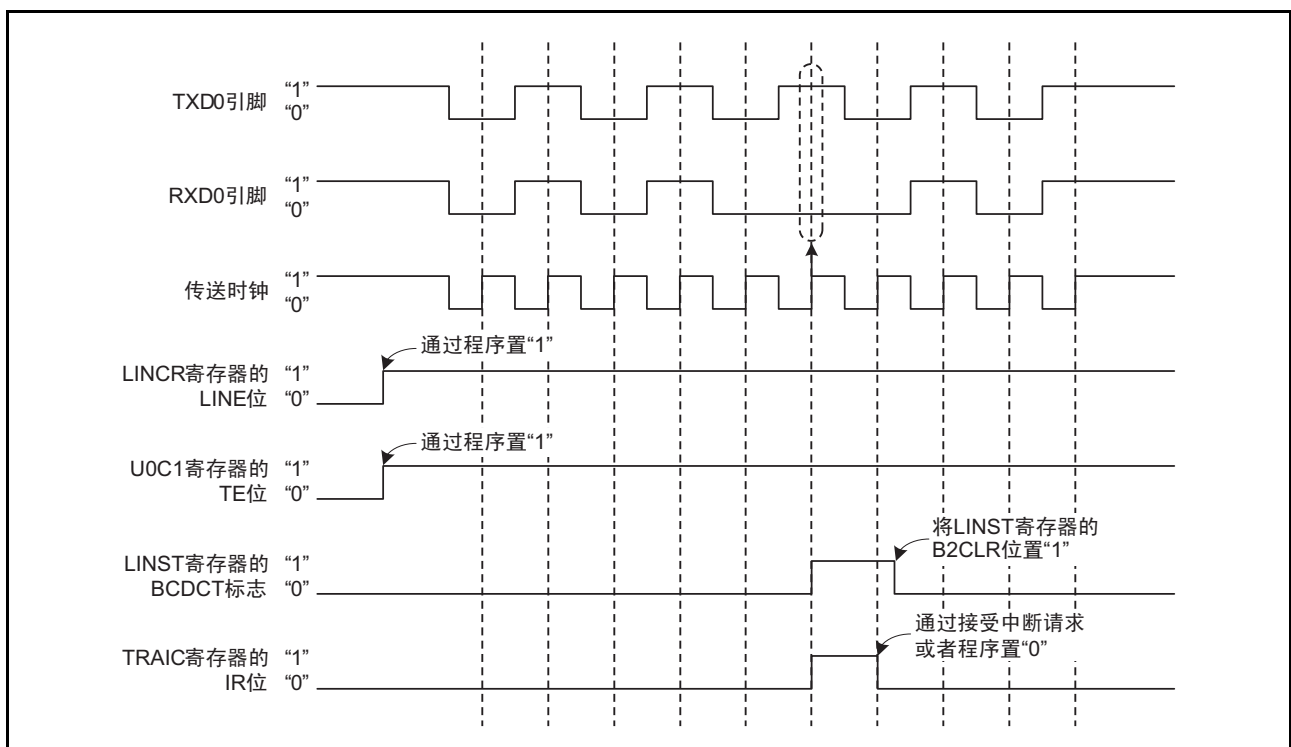 TXD0引脚 “1”
“0”
RXD0引脚 “1”
“0”
传送时钟 “1”
“0”
通过程序置“1”
LINCR寄存器的 “1”
LINE位 “0”
通过程序置“1”
U0C1寄存器的 “1”
TE位 “0”
将LINST寄存器的
B2CLR位置“1”
LINST寄存器的 “1”
BCDCT标志 “0”
通过接受中断请求
或者程序置“0”
TRAIC寄存器的 “1”
IR位 “0”